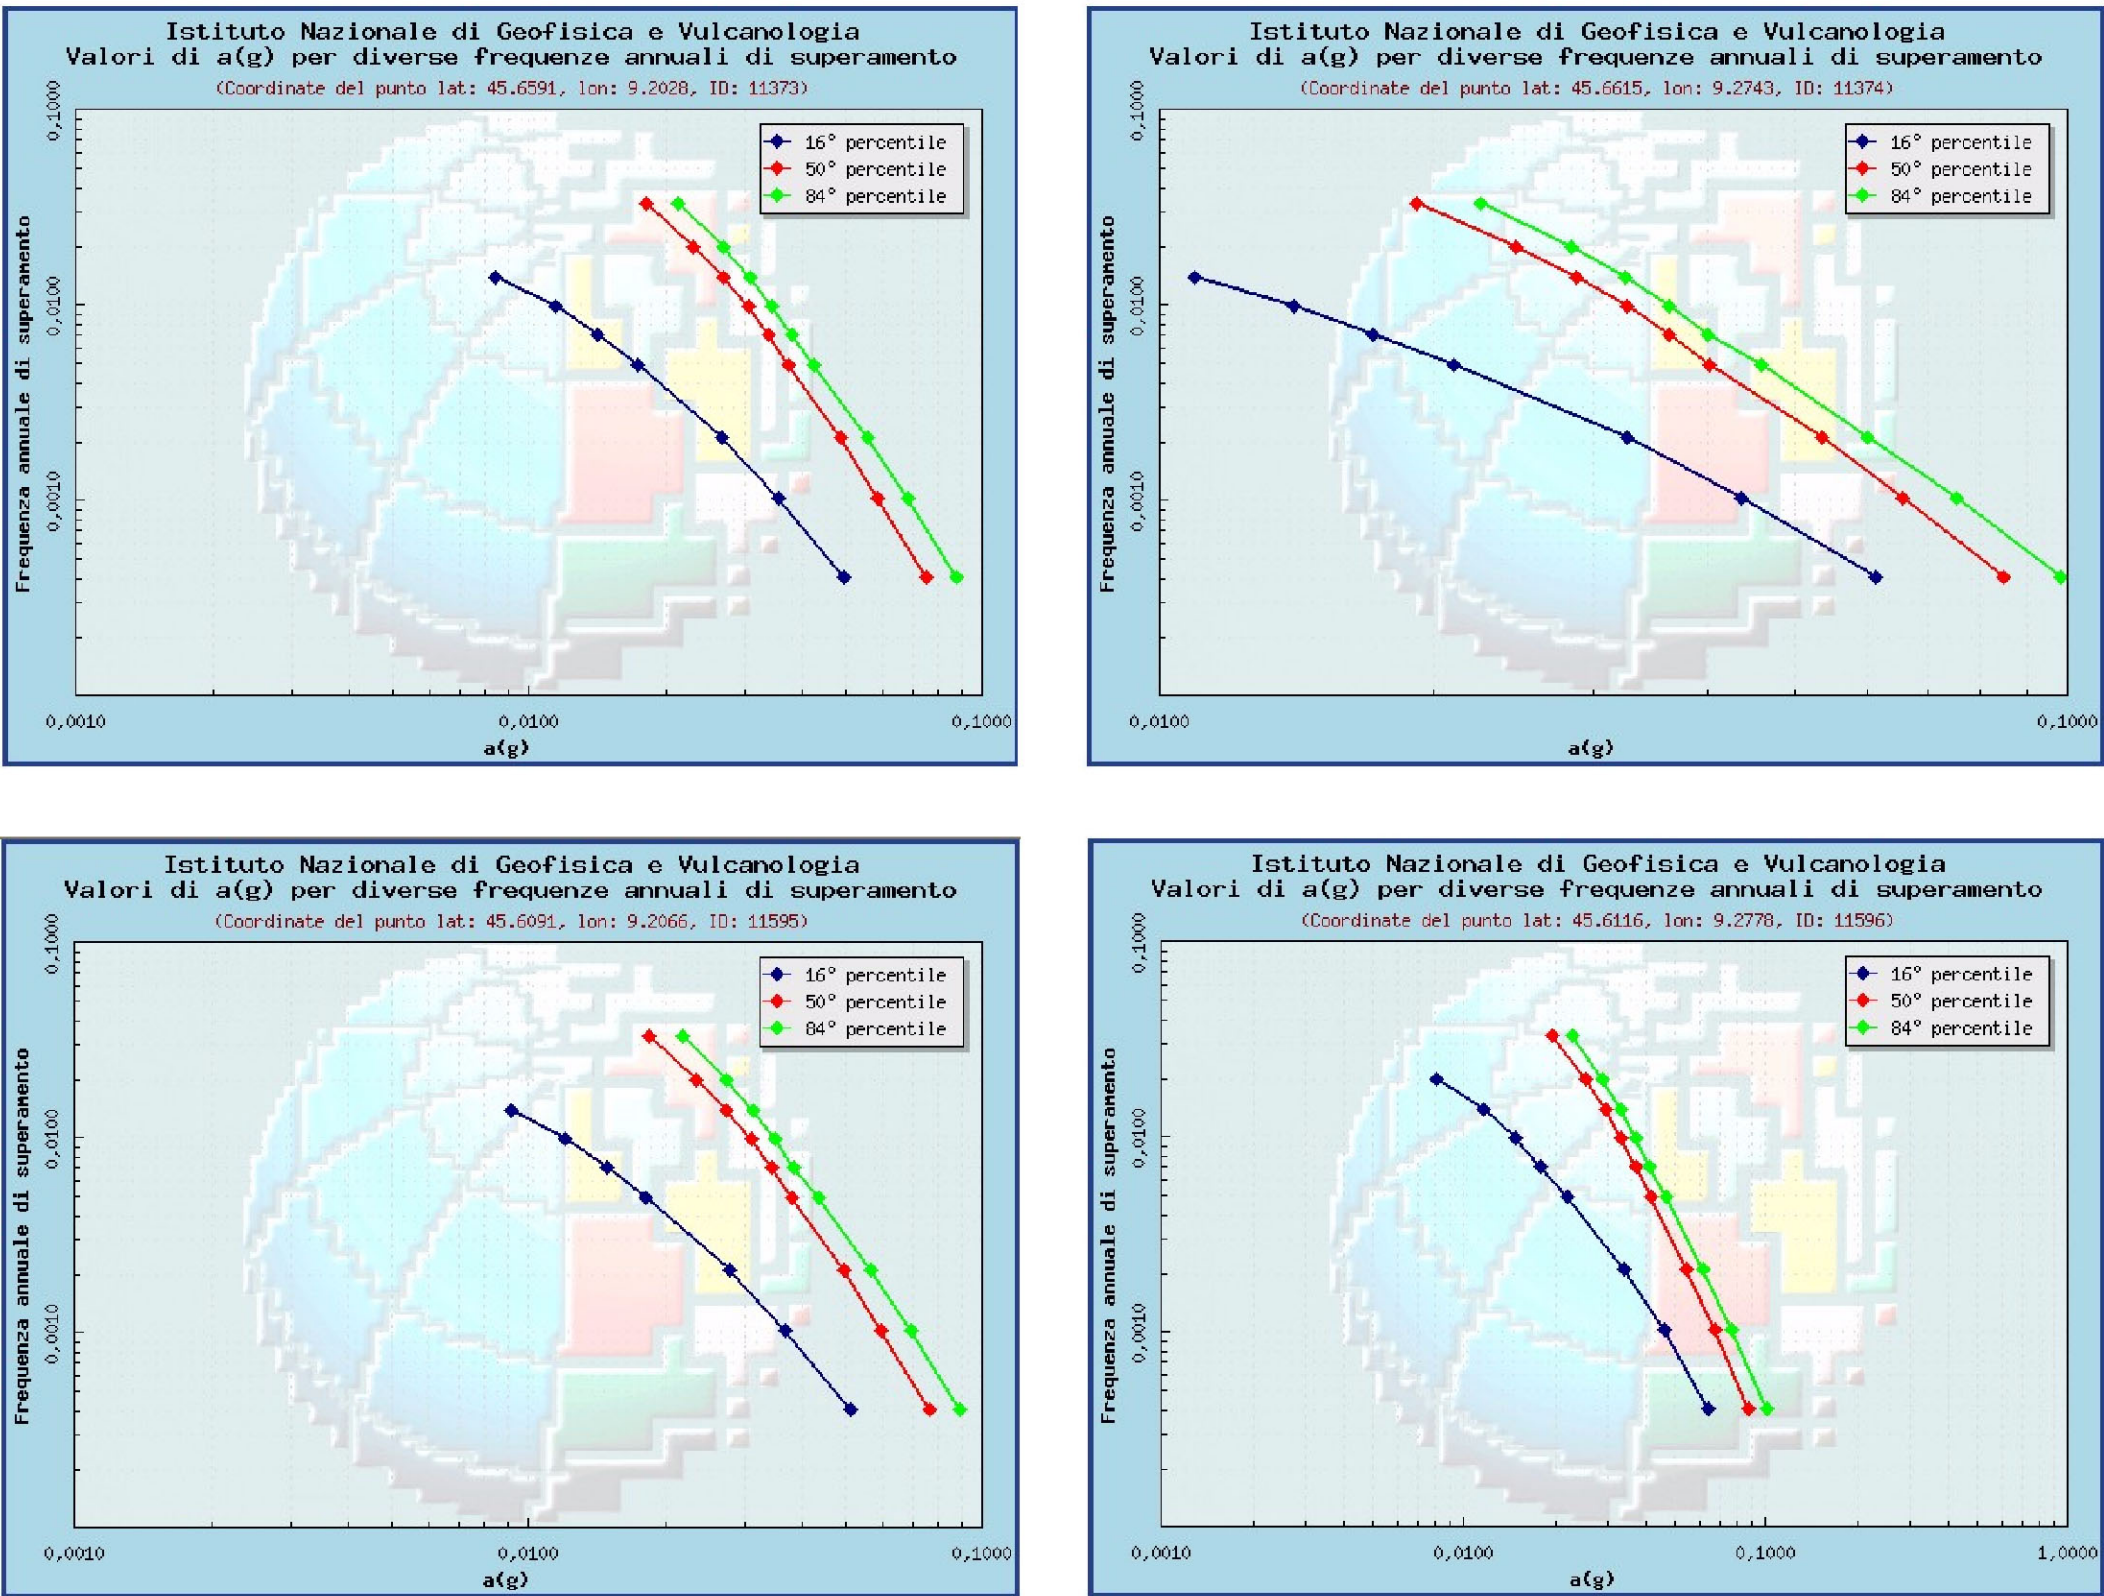 Istituto Nazionale di Geofisica e Vulcanologia
Valori di a(g) per diverse frequenze annuali di superamento
(Coordinate del punto lat: 45.6591, lon: 9.2028, ID: 11373)
16° percentile
50° percentile
84° percentile
Frequenza annuale di superamento
0,1000
0,0100
0,0010
0,0010
0,0100
0,1000
a(g)
Istituto Nazionale di Geofisica e Vulcanologia
Valori di a(g) per diverse frequenze annuali di superamento
(Coordinate del punto lat: 45.6615, lon: 9.2743, ID: 11374)
16° percentile
50° percentile
84° percentile
Frequenza annuale di superamento
0,1000
0,0100
0,0010
0,0100
0,1000
a(g)
Istituto Nazionale di Geofisica e Vulcanologia
Valori di a(g) per diverse frequenze annuali di superamento
(Coordinate del punto lat: 45.6091, lon: 9.2066, ID: 11595)
16° percentile
50° percentile
84° percentile
Frequenza annuale di superamento
0,1000
0,0100
0,0010
0,0010
0,0100
0,1000
a(g)
Istituto Nazionale di Geofisica e Vulcanologia
Valori di a(g) per diverse frequenze annuali di superamento
(Coordinate del punto lat: 45.6116, lon: 9.2778, ID: 11596)
16° percentile
50° percentile
84° percentile
Frequenza annuale di superamento
0,1000
0,0100
0,0010
0,0010
0,0100
0,1000
1,0000
a(g)